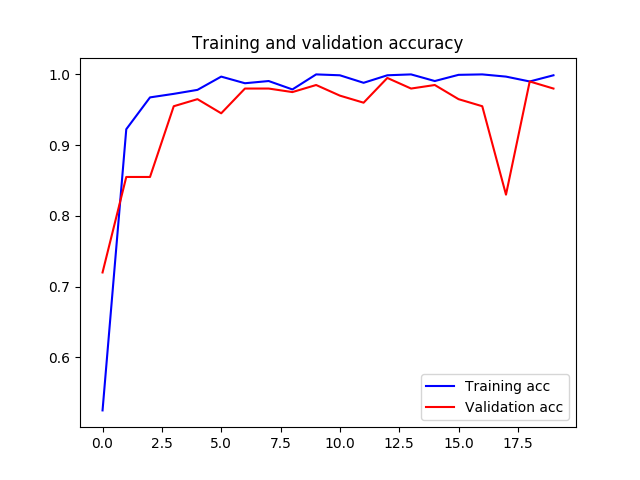 Training and validation accuracy
1.0
0.9
0.8
0.7
0.6
Training acc
Validation acc
0.0 2.5 5.0 7.5 10.0 12.5 15.0 17.5